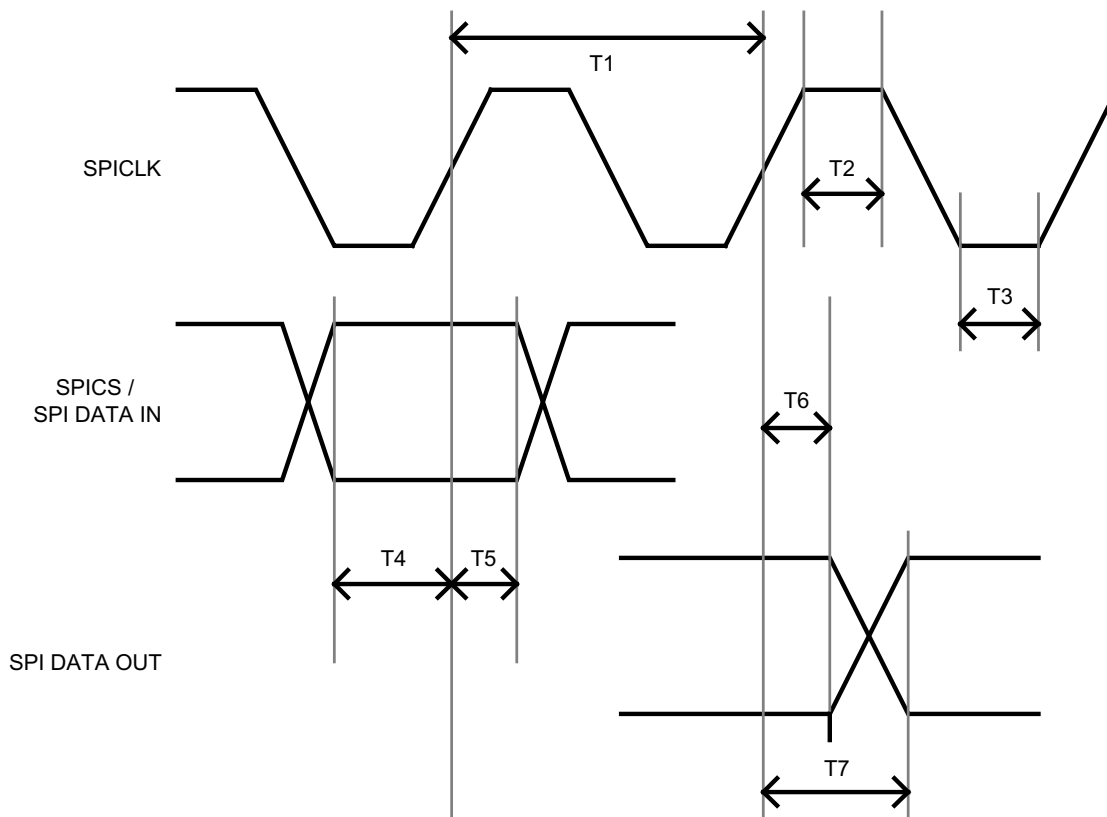 T1
SPICLK
T2
T3
SPICS /
SPI DATA IN
T6
T4
T5
SPI DATA OUT
T7